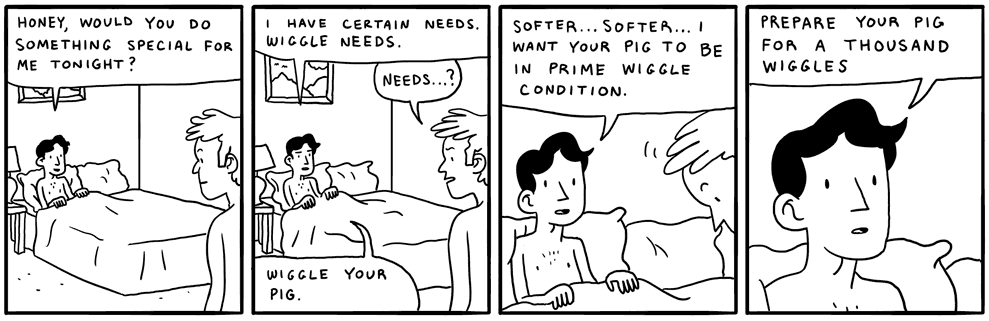 HONEY, WOULD YOU DO
SOMETHING SPECIAL FOR
ME TONIGHT?
I HAVE CERTAIN NEEDS.
WIGGLE NEEDS.
NEEDS...?
WIGGLE YOUR
PIG.
SOFTER... SOFTER... I
WANT YOUR PIG TO BE
IN PRIME WIGGLE
CONDITION.
PREPARE YOUR PIG
FOR A THOUSAND
WIGGLES